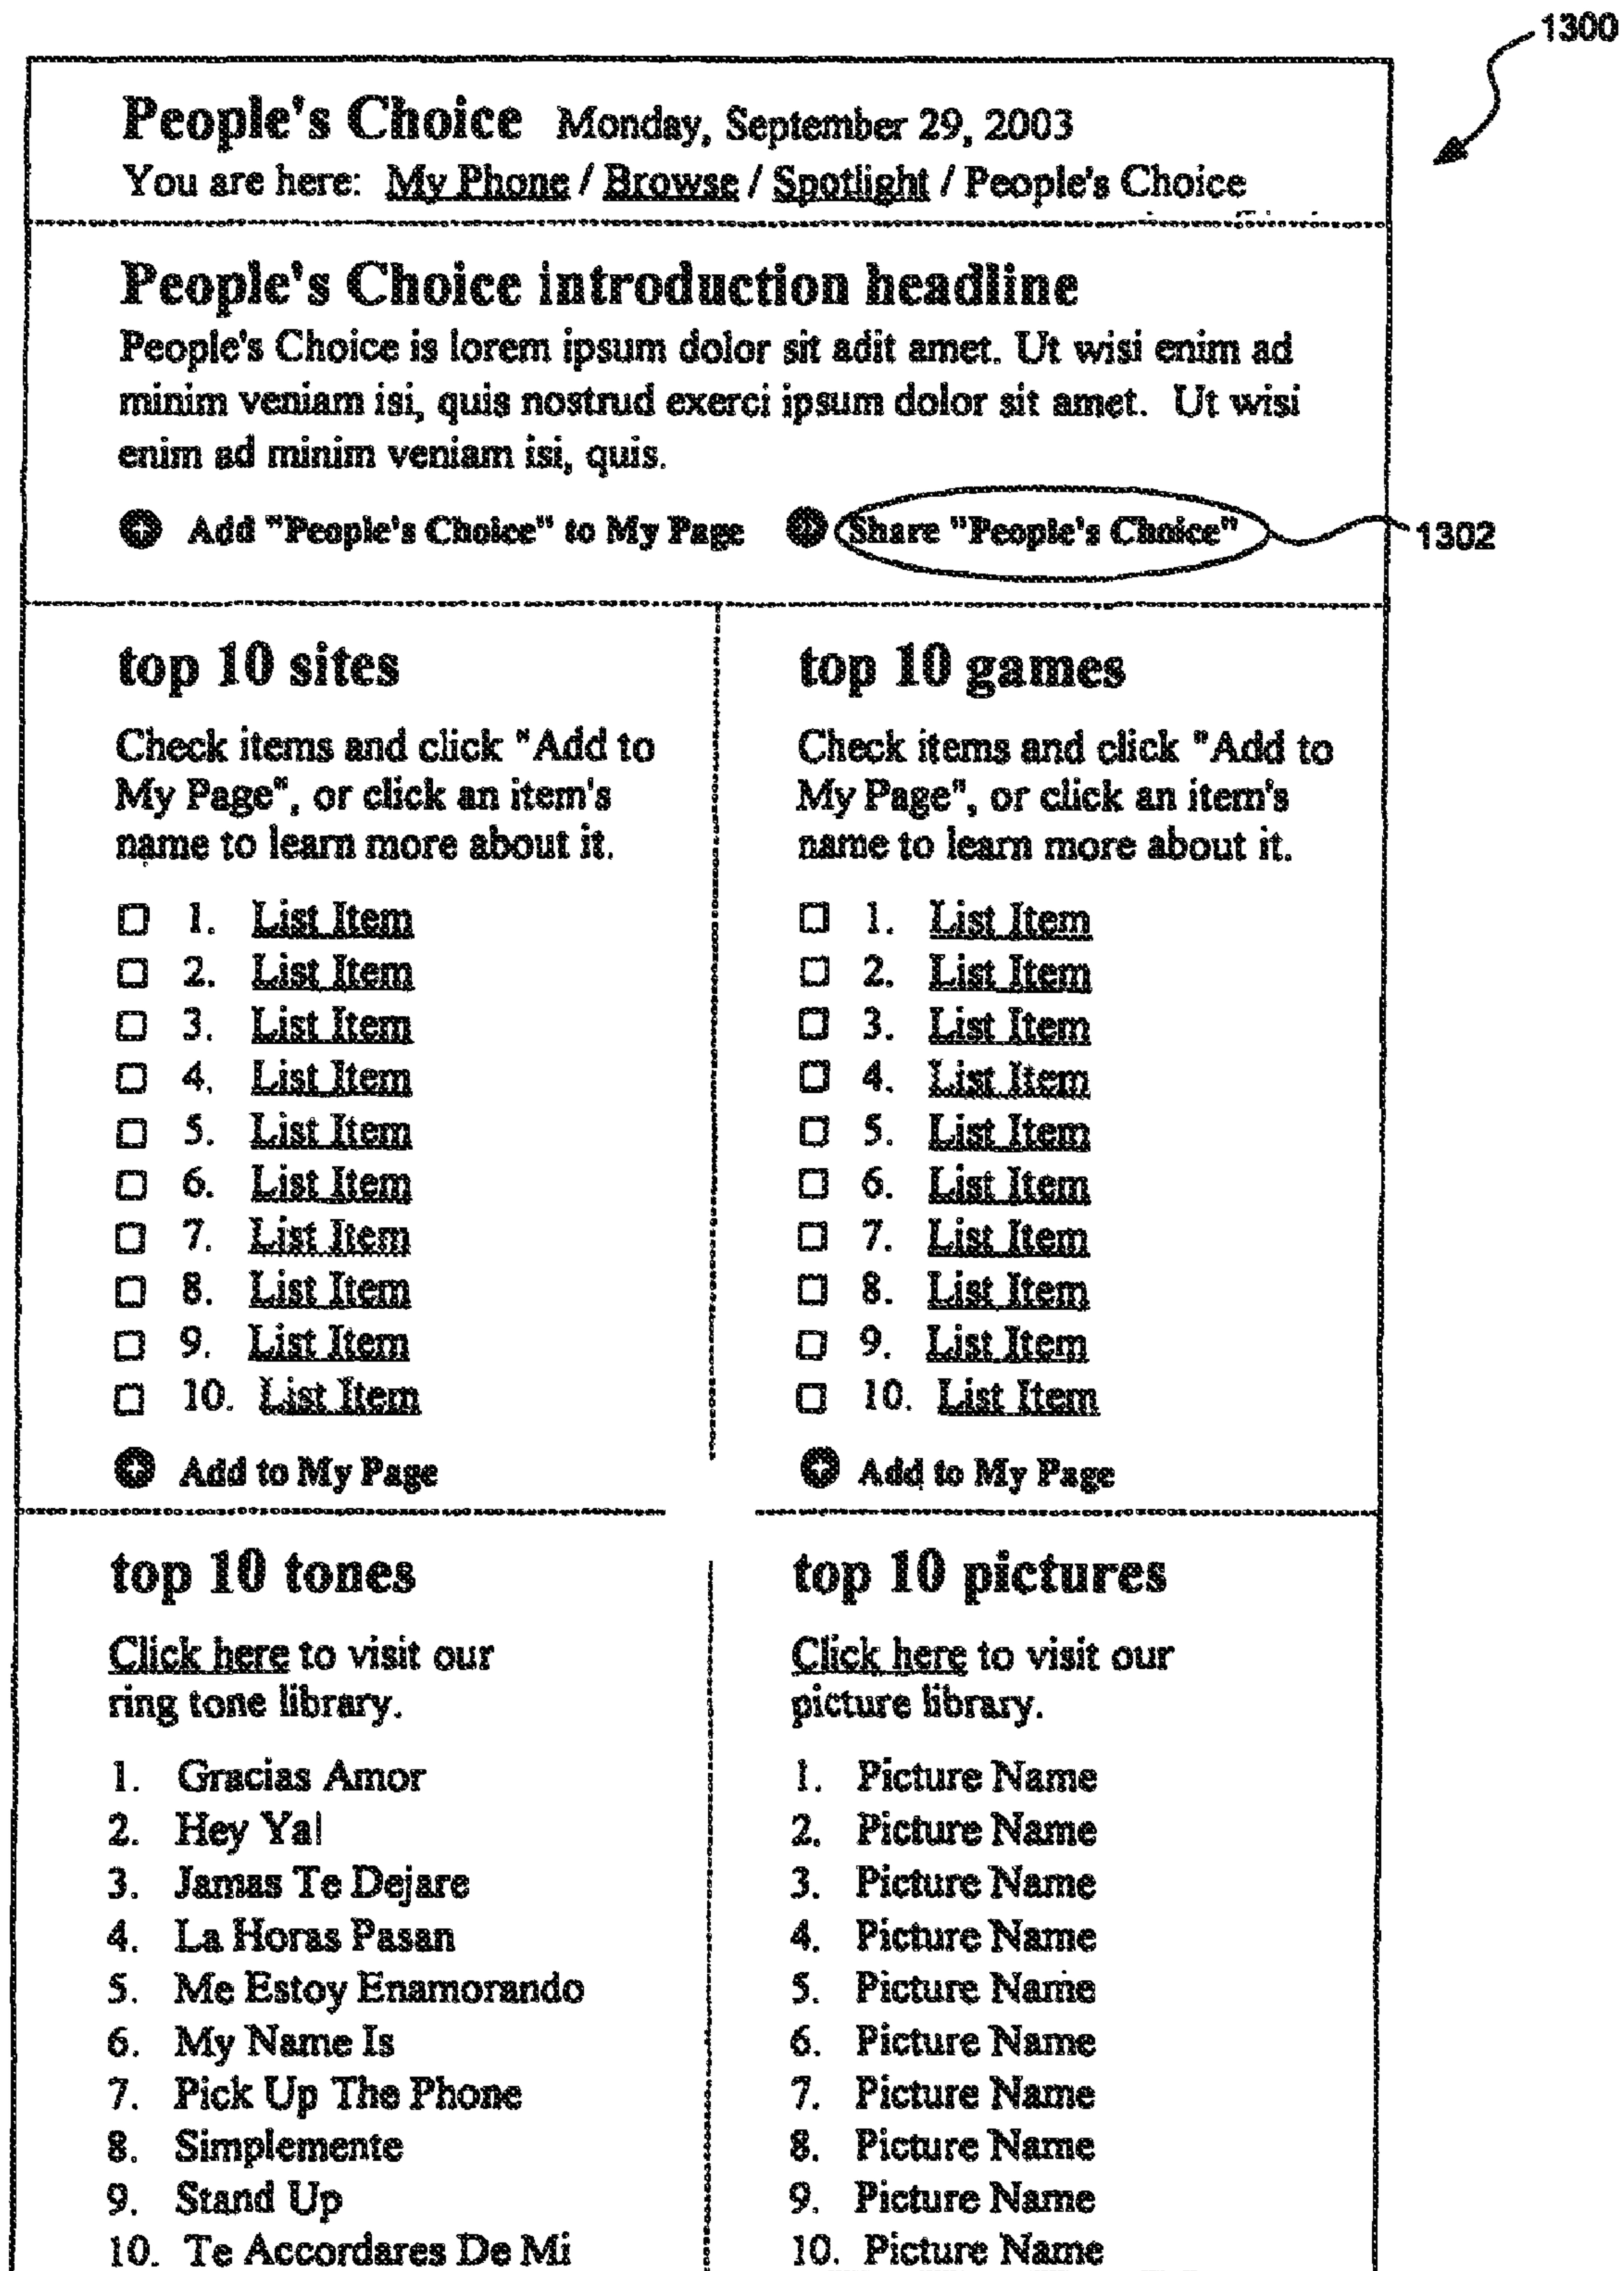 1300
People's Choice Monday, September 29, 2003
You are here: My Phone / Browse / Spotlight / People's Choice
People's Choice introduction headline
People's Choice is lorem ipsum dolor sit adit amet. Ut wisi enim ad
minim veniam isi, quis nostrud exerci ipsum dolor sit amet. Ut wisi
enim ad minim veniam isi, quis.
Add "People's Choice" to My Page
Share "People's Choice"
1302
top 10 sites
Check items and click "Add to
My Page", or click an item's
name to learn more about it.
1. List Item
2. List Item
3. List Item
4. List Item
5. List Item
6. List Item
7. List Item
8. List Item
9. List Item
10. List Item
Add to My Page
top 10 games
Check items and click "Add to
My Page", or click an item's
name to learn more about it.
1. List Item
2. List Item
3. List Item
4. List Item
5. List Item
6. List Item
7. List Item
8. List Item
9. List Item
10. List Item
Add to My Page
top 10 tones
Click here to visit our
ring tone library.
1. Gracias Amor
2. Hey Ya!
3. Jamas Te Dejare
4. La Horas Pasan
5. Me Estoy Enamorando
6. My Name Is
7. Pick Up The Phone
8. Simplemente
9. Stand Up
10. Te Accordares De Mi
top 10 pictures
Click here to visit our
picture library.
1. Picture Name
2. Picture Name
3. Picture Name
4. Picture Name
5. Picture Name
6. Picture Name
7. Picture Name
8. Picture Name
9. Picture Name
10. Picture Name